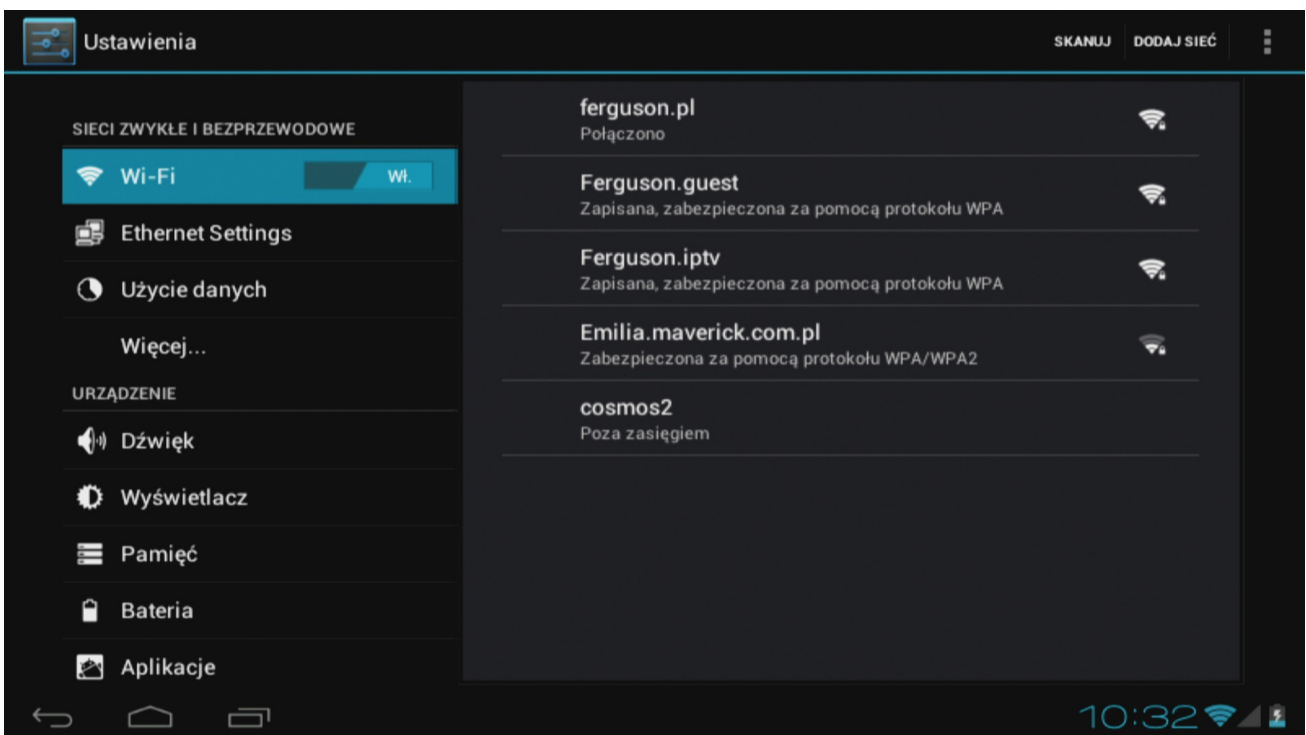 Ustawienia
SKANUJ
DODAJ SIEĆ
SIECI ZWYKŁE I BEZPRZEWODOWE
Wi-Fi
Wł.
Ethernet Settings
Użycie danych
Więcej...
URZĄDZENIE
Dźwięk
Wyświetlacz
Pamięć
Bateria
Aplikacje
ferguson.pl
Połączono
Ferguson.guest
Zapisana, zabezpieczona za pomocą protokołu WPA
Ferguson.iptv
Zapisana, zabezpieczona za pomocą protokołu WPA
Emilia.maverick.com.pl
Zabezpieczona za pomocą protokołu WPA/WPA2
cosmos2
Poza zasięgiem
10:32